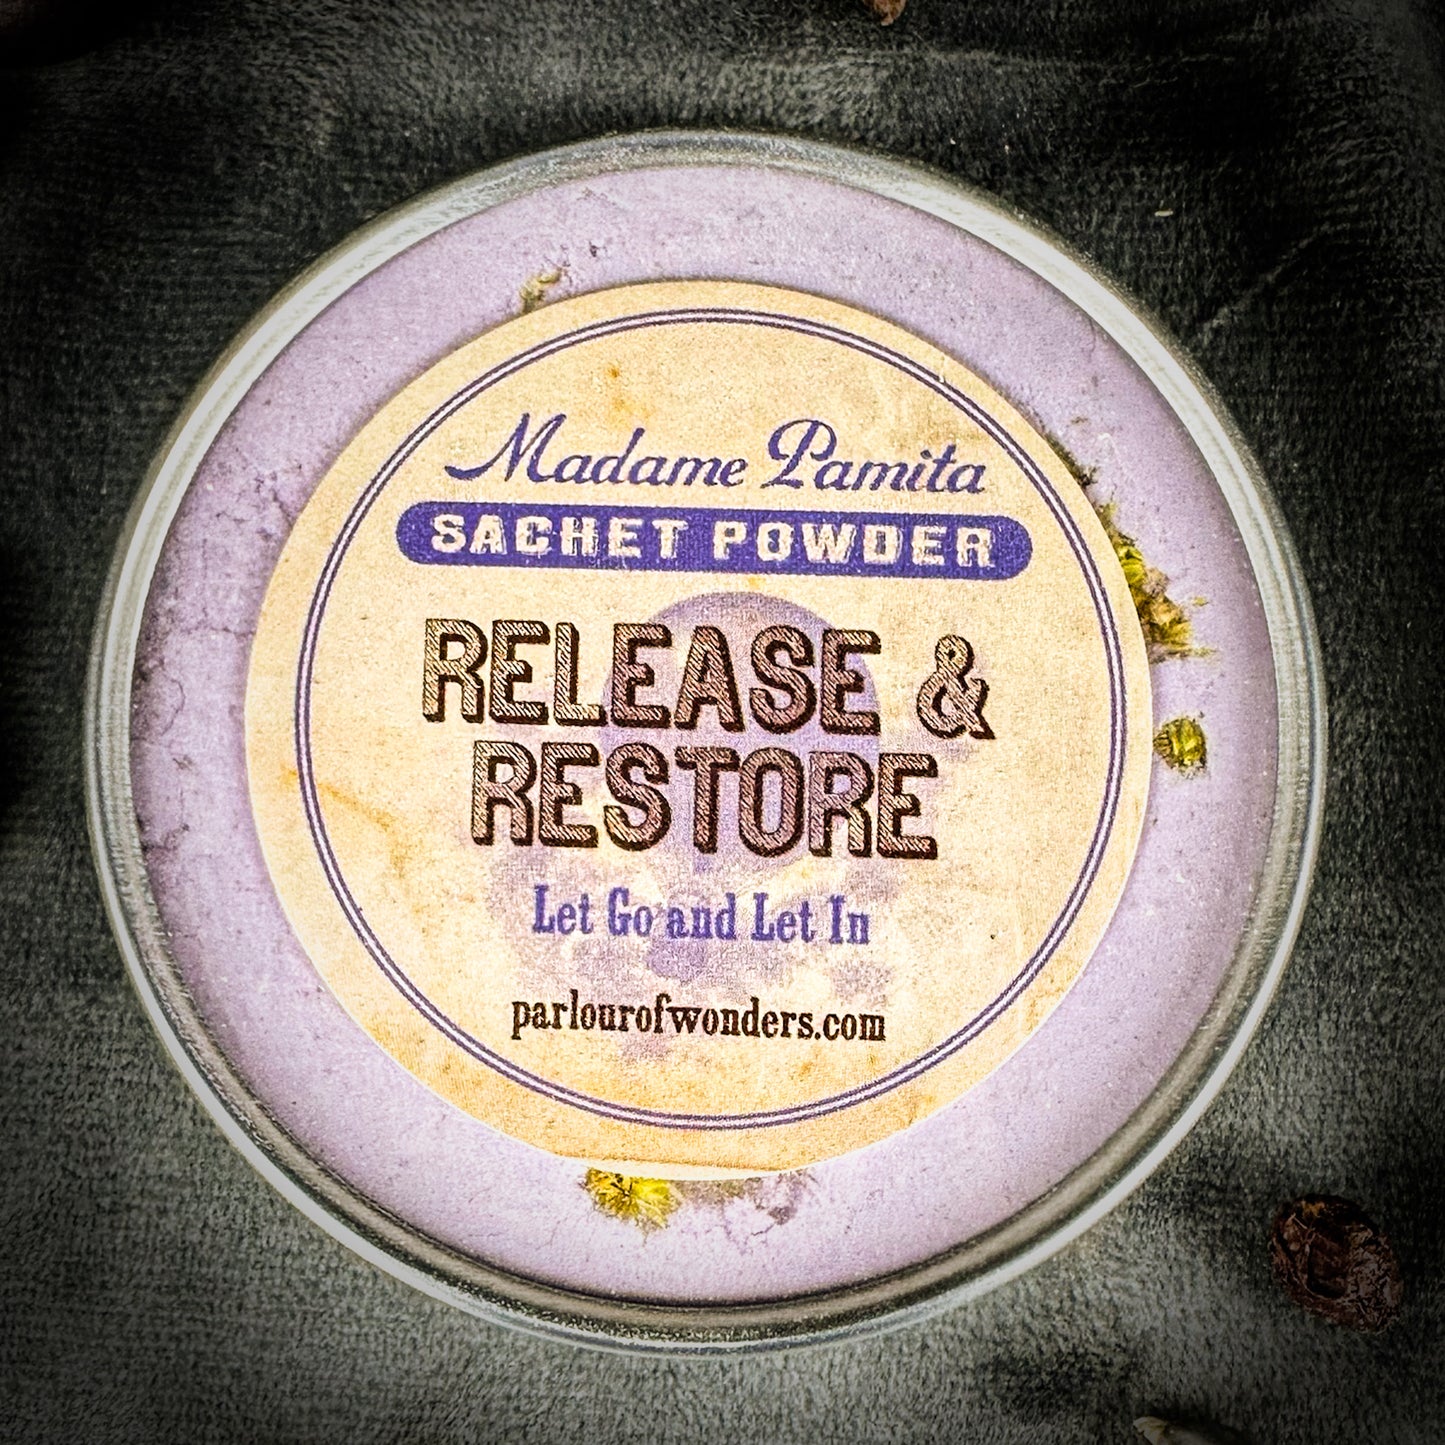 Madame Pamita
SACHET POWDER
RELEASE &
RESTORE
Let Go and Let In
parlourofwonders.com